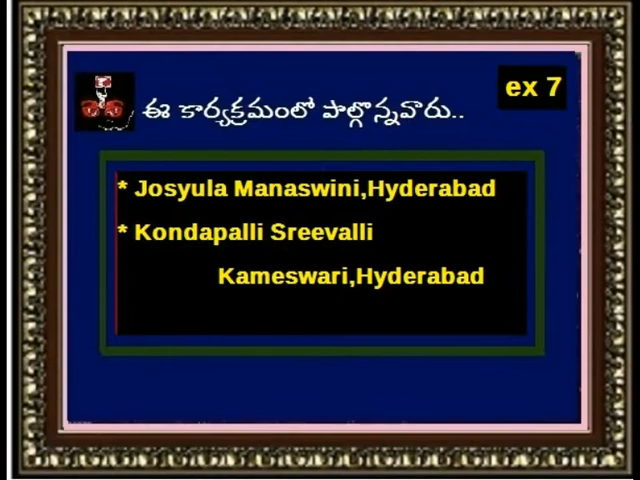 ex 7
ఈ కార్యక్రమంలో పాల్గొన్నవారు..
* Josyula Manaswini,Hyderabad
* Kondapalli Sreevalli
Kameswari,Hyderabad